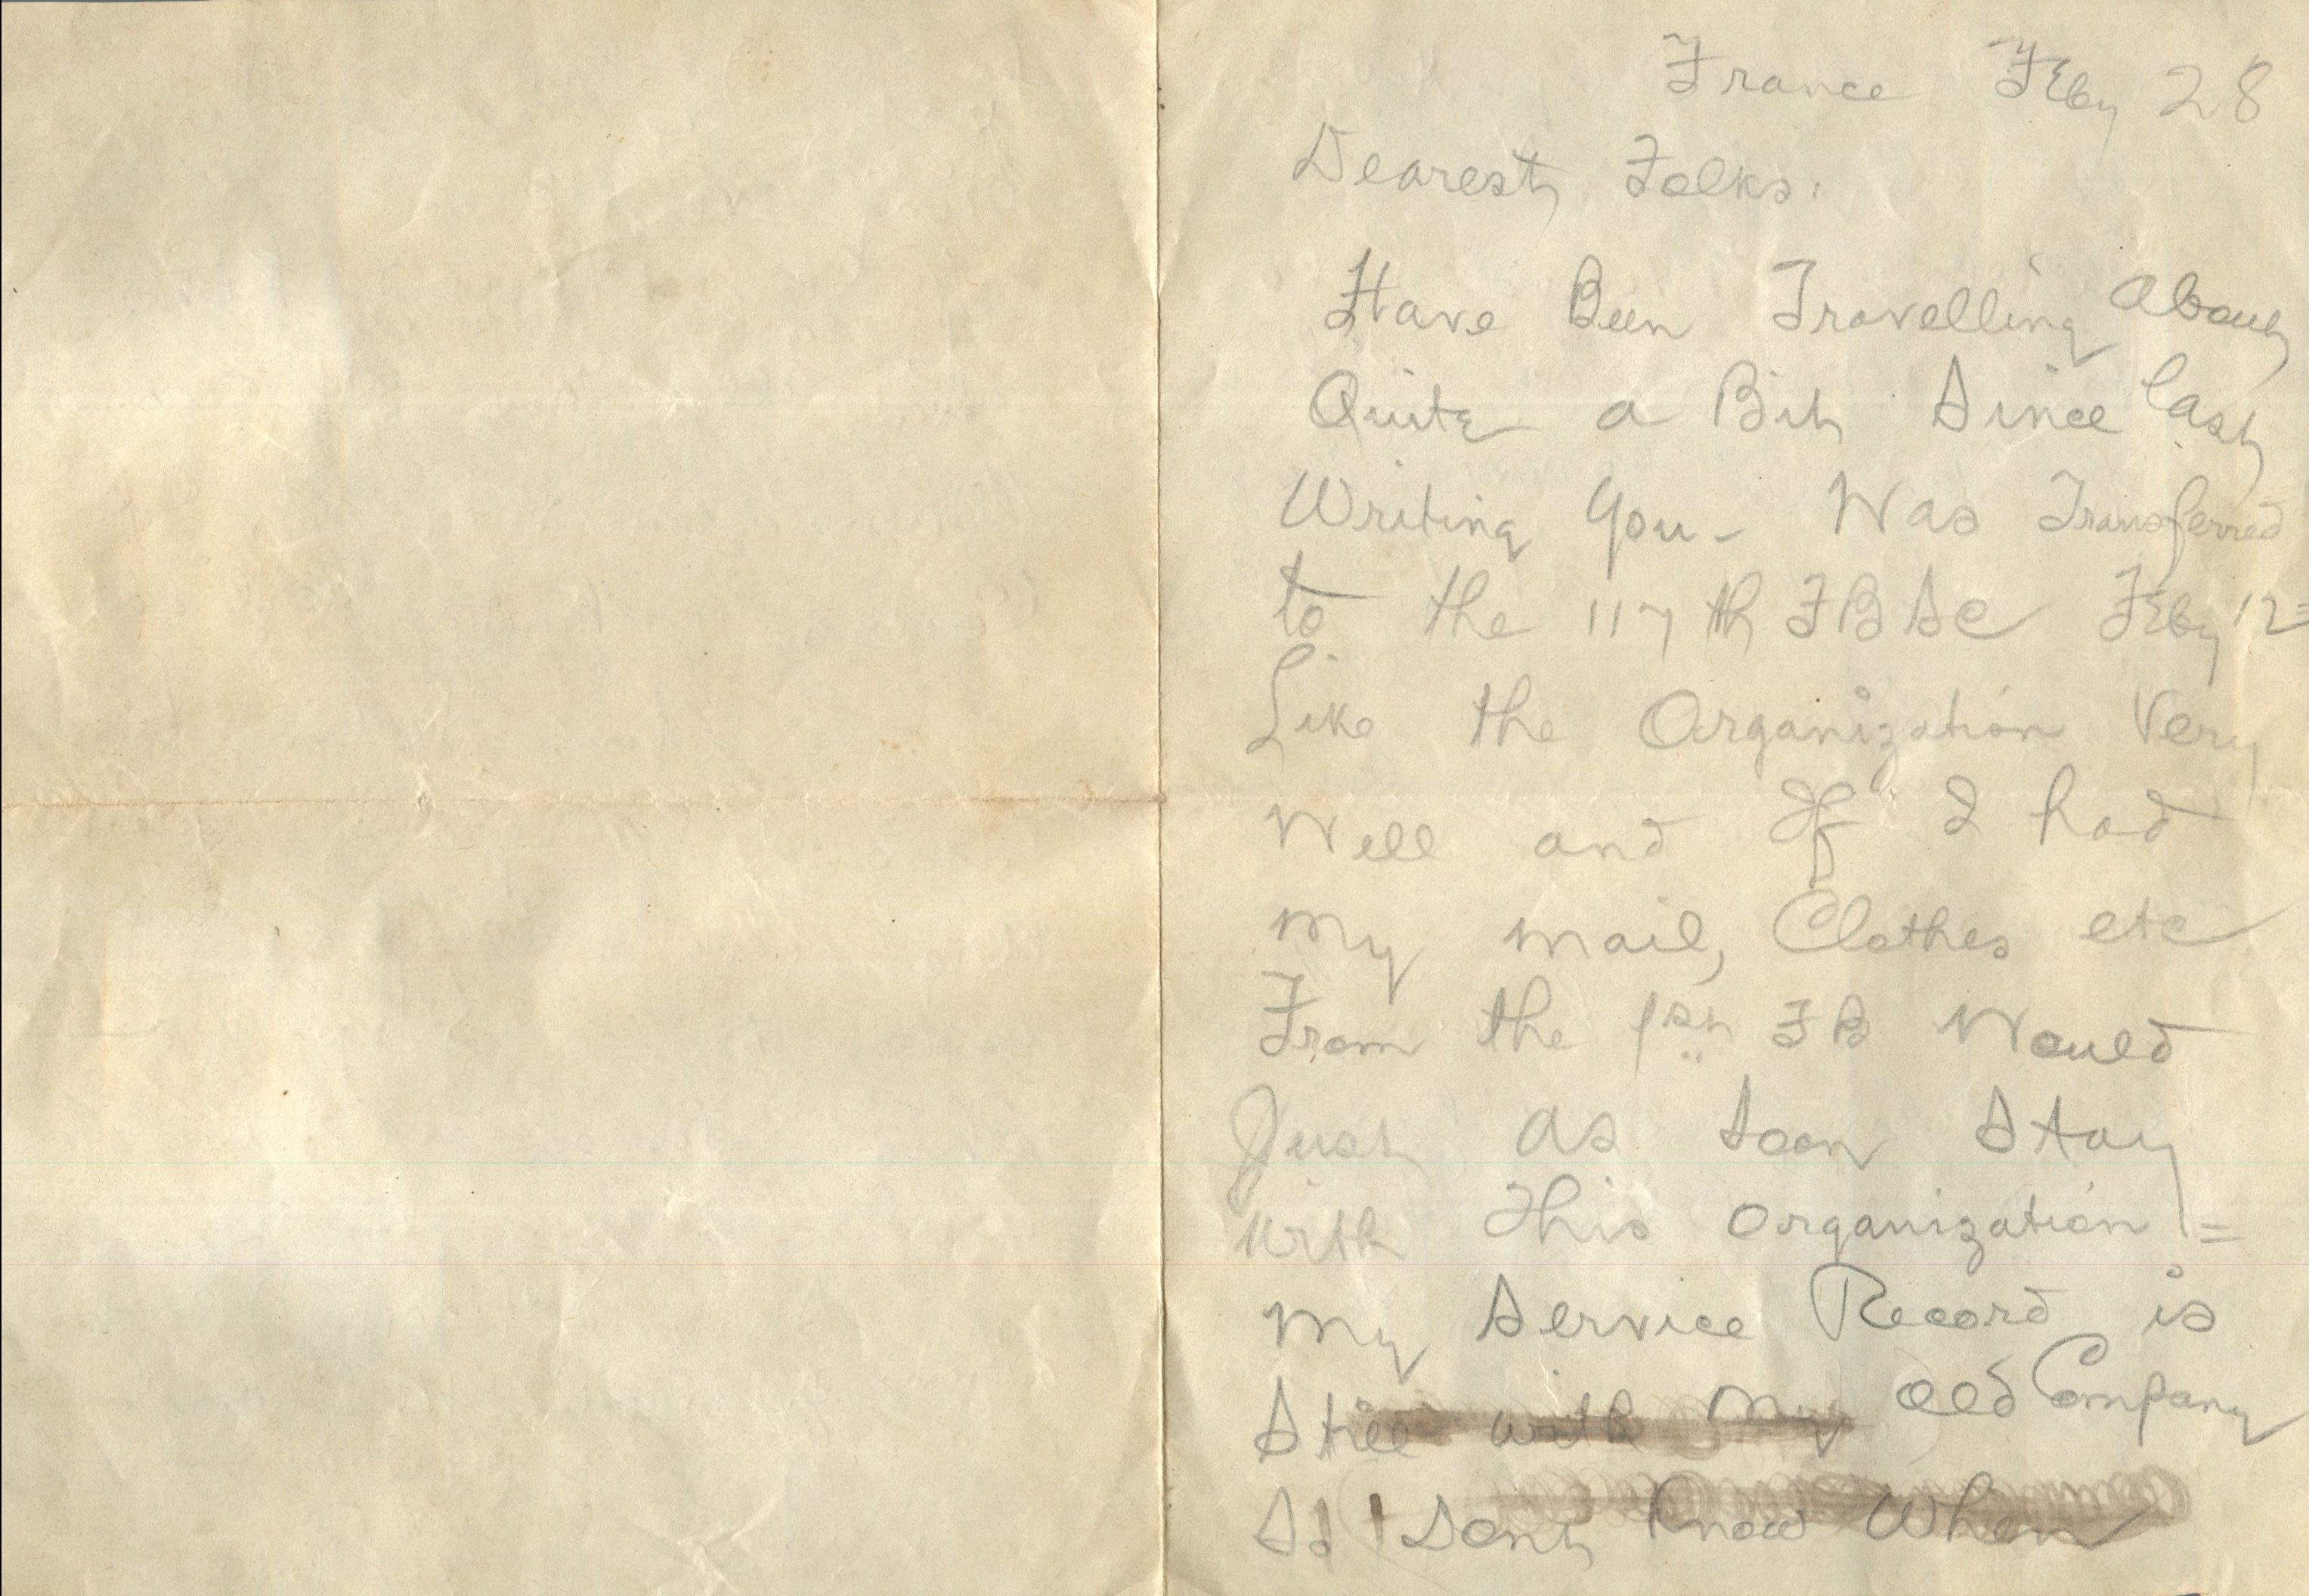 France Feby 28
Dearest Folks:
Have Been Travelling About
Quite a Bit Since last
Writing you - Was Transferred
to the 117th FBSC Feby 12
Like the Organization Very
Well and If I had
My Mail, Clothes etc
From the 1st FB Would
Just as Soon Stay
with This Organization =
My Service Record is
Still with My old Company
So I Dont Know When